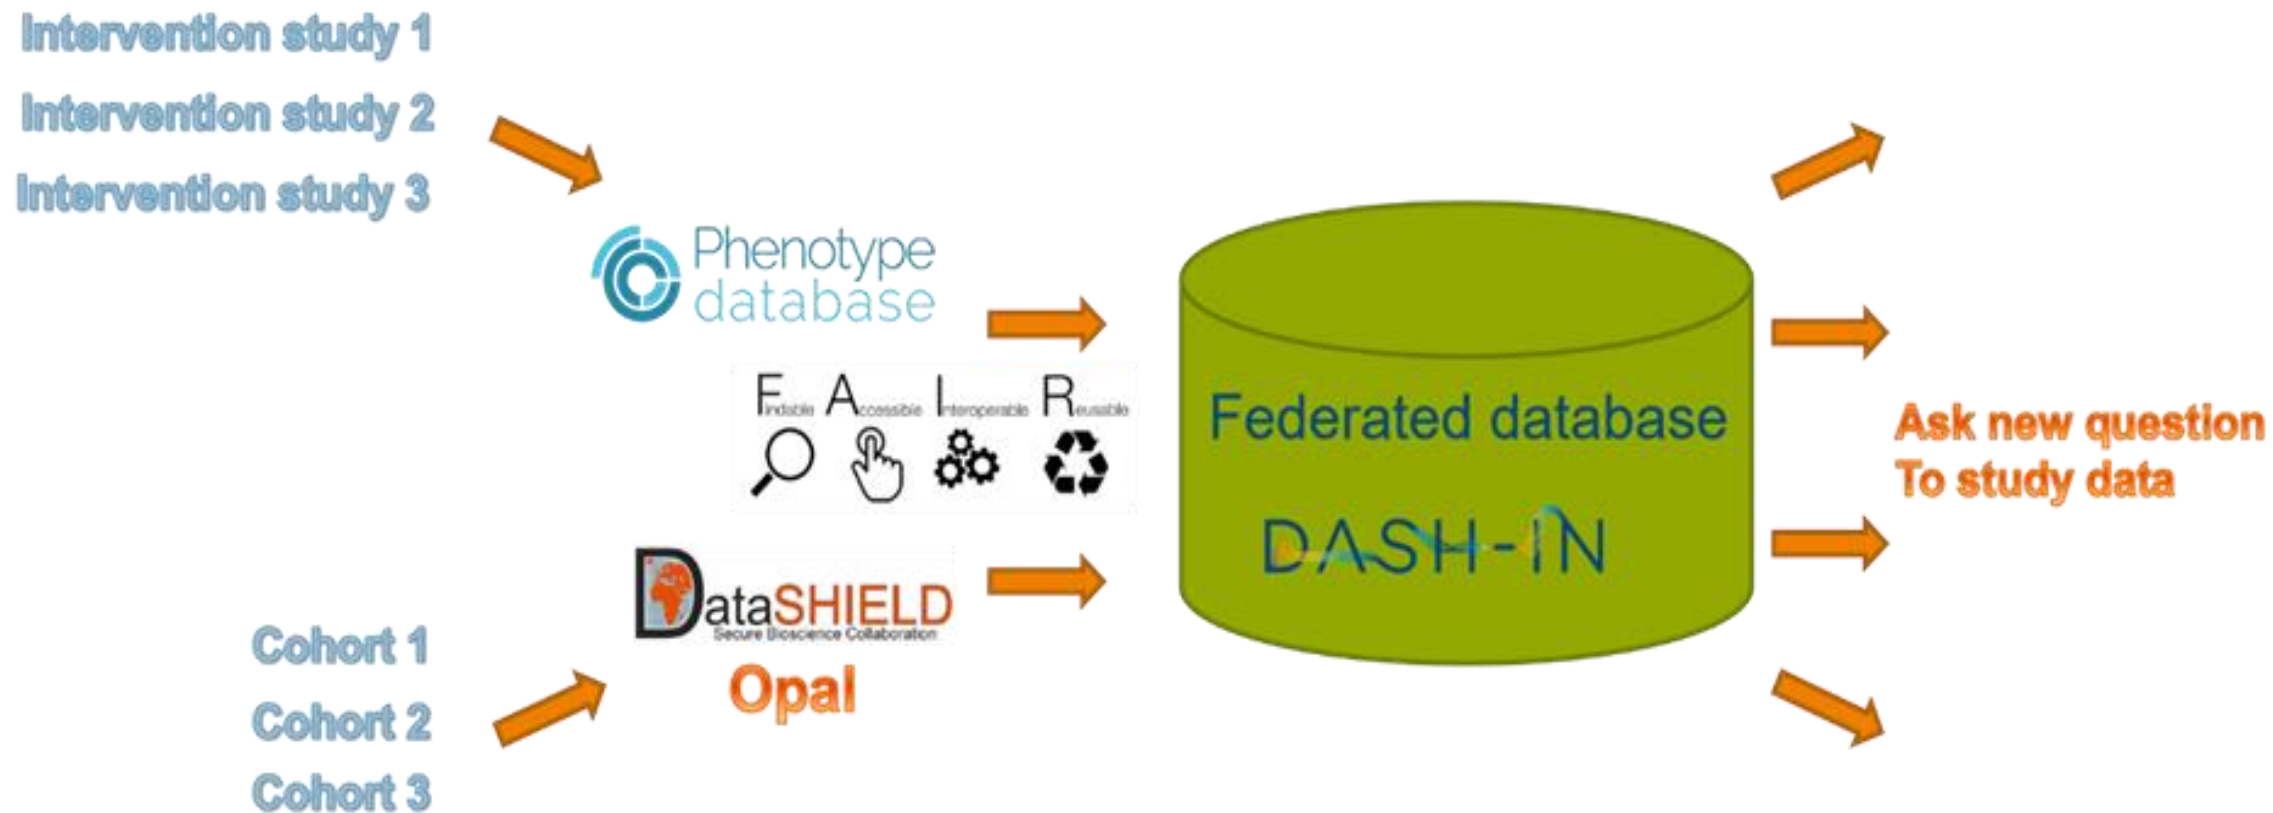 Intervention study 1
Intervention study 2
Intervention study 3
Phenotype
database
Findable Accessible Interoperable Reusable
DataSHIELD
Secure Bioscience Collaboration
Opal
Cohort 1
Cohort 2
Cohort 3
Federated database
DASH-IN
Ask new question
To study data